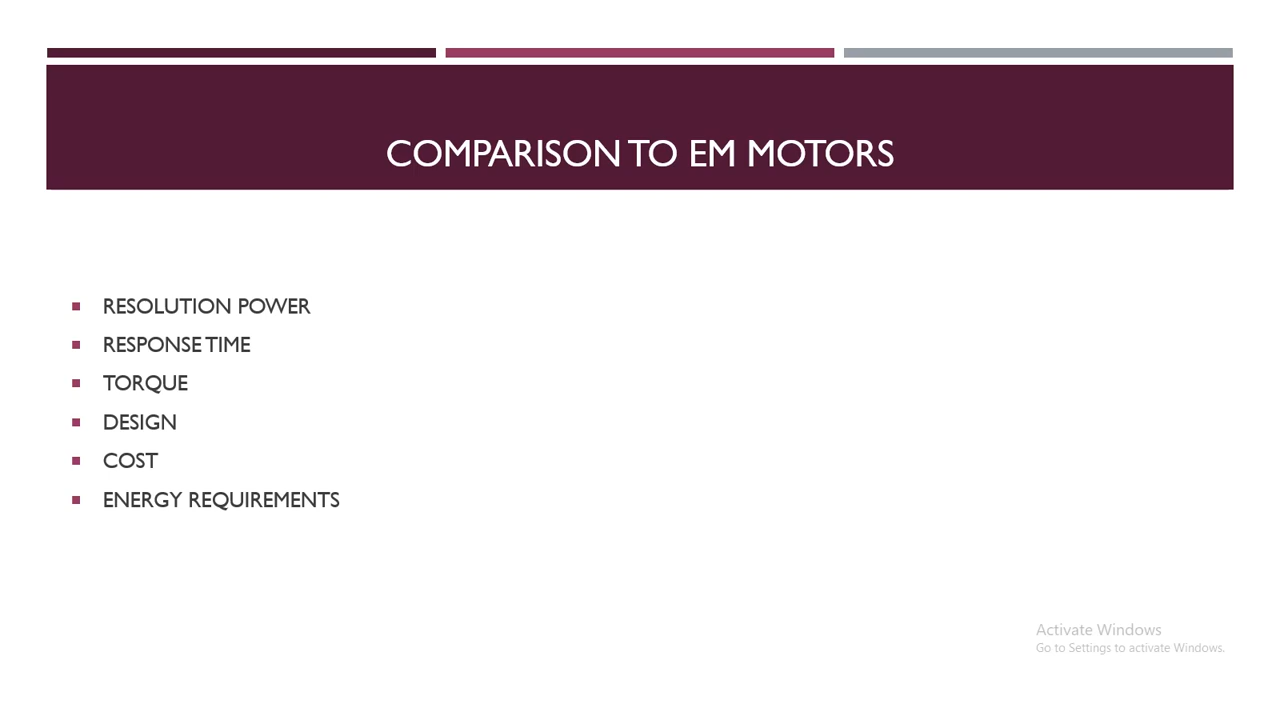 COMPARISON TO EM MOTORS
RESOLUTION POWER
RESPONSE TIME
TORQUE
DESIGN
COST
ENERGY REQUIREMENTS
Activate Windows
Go to Settings to activate Windows.